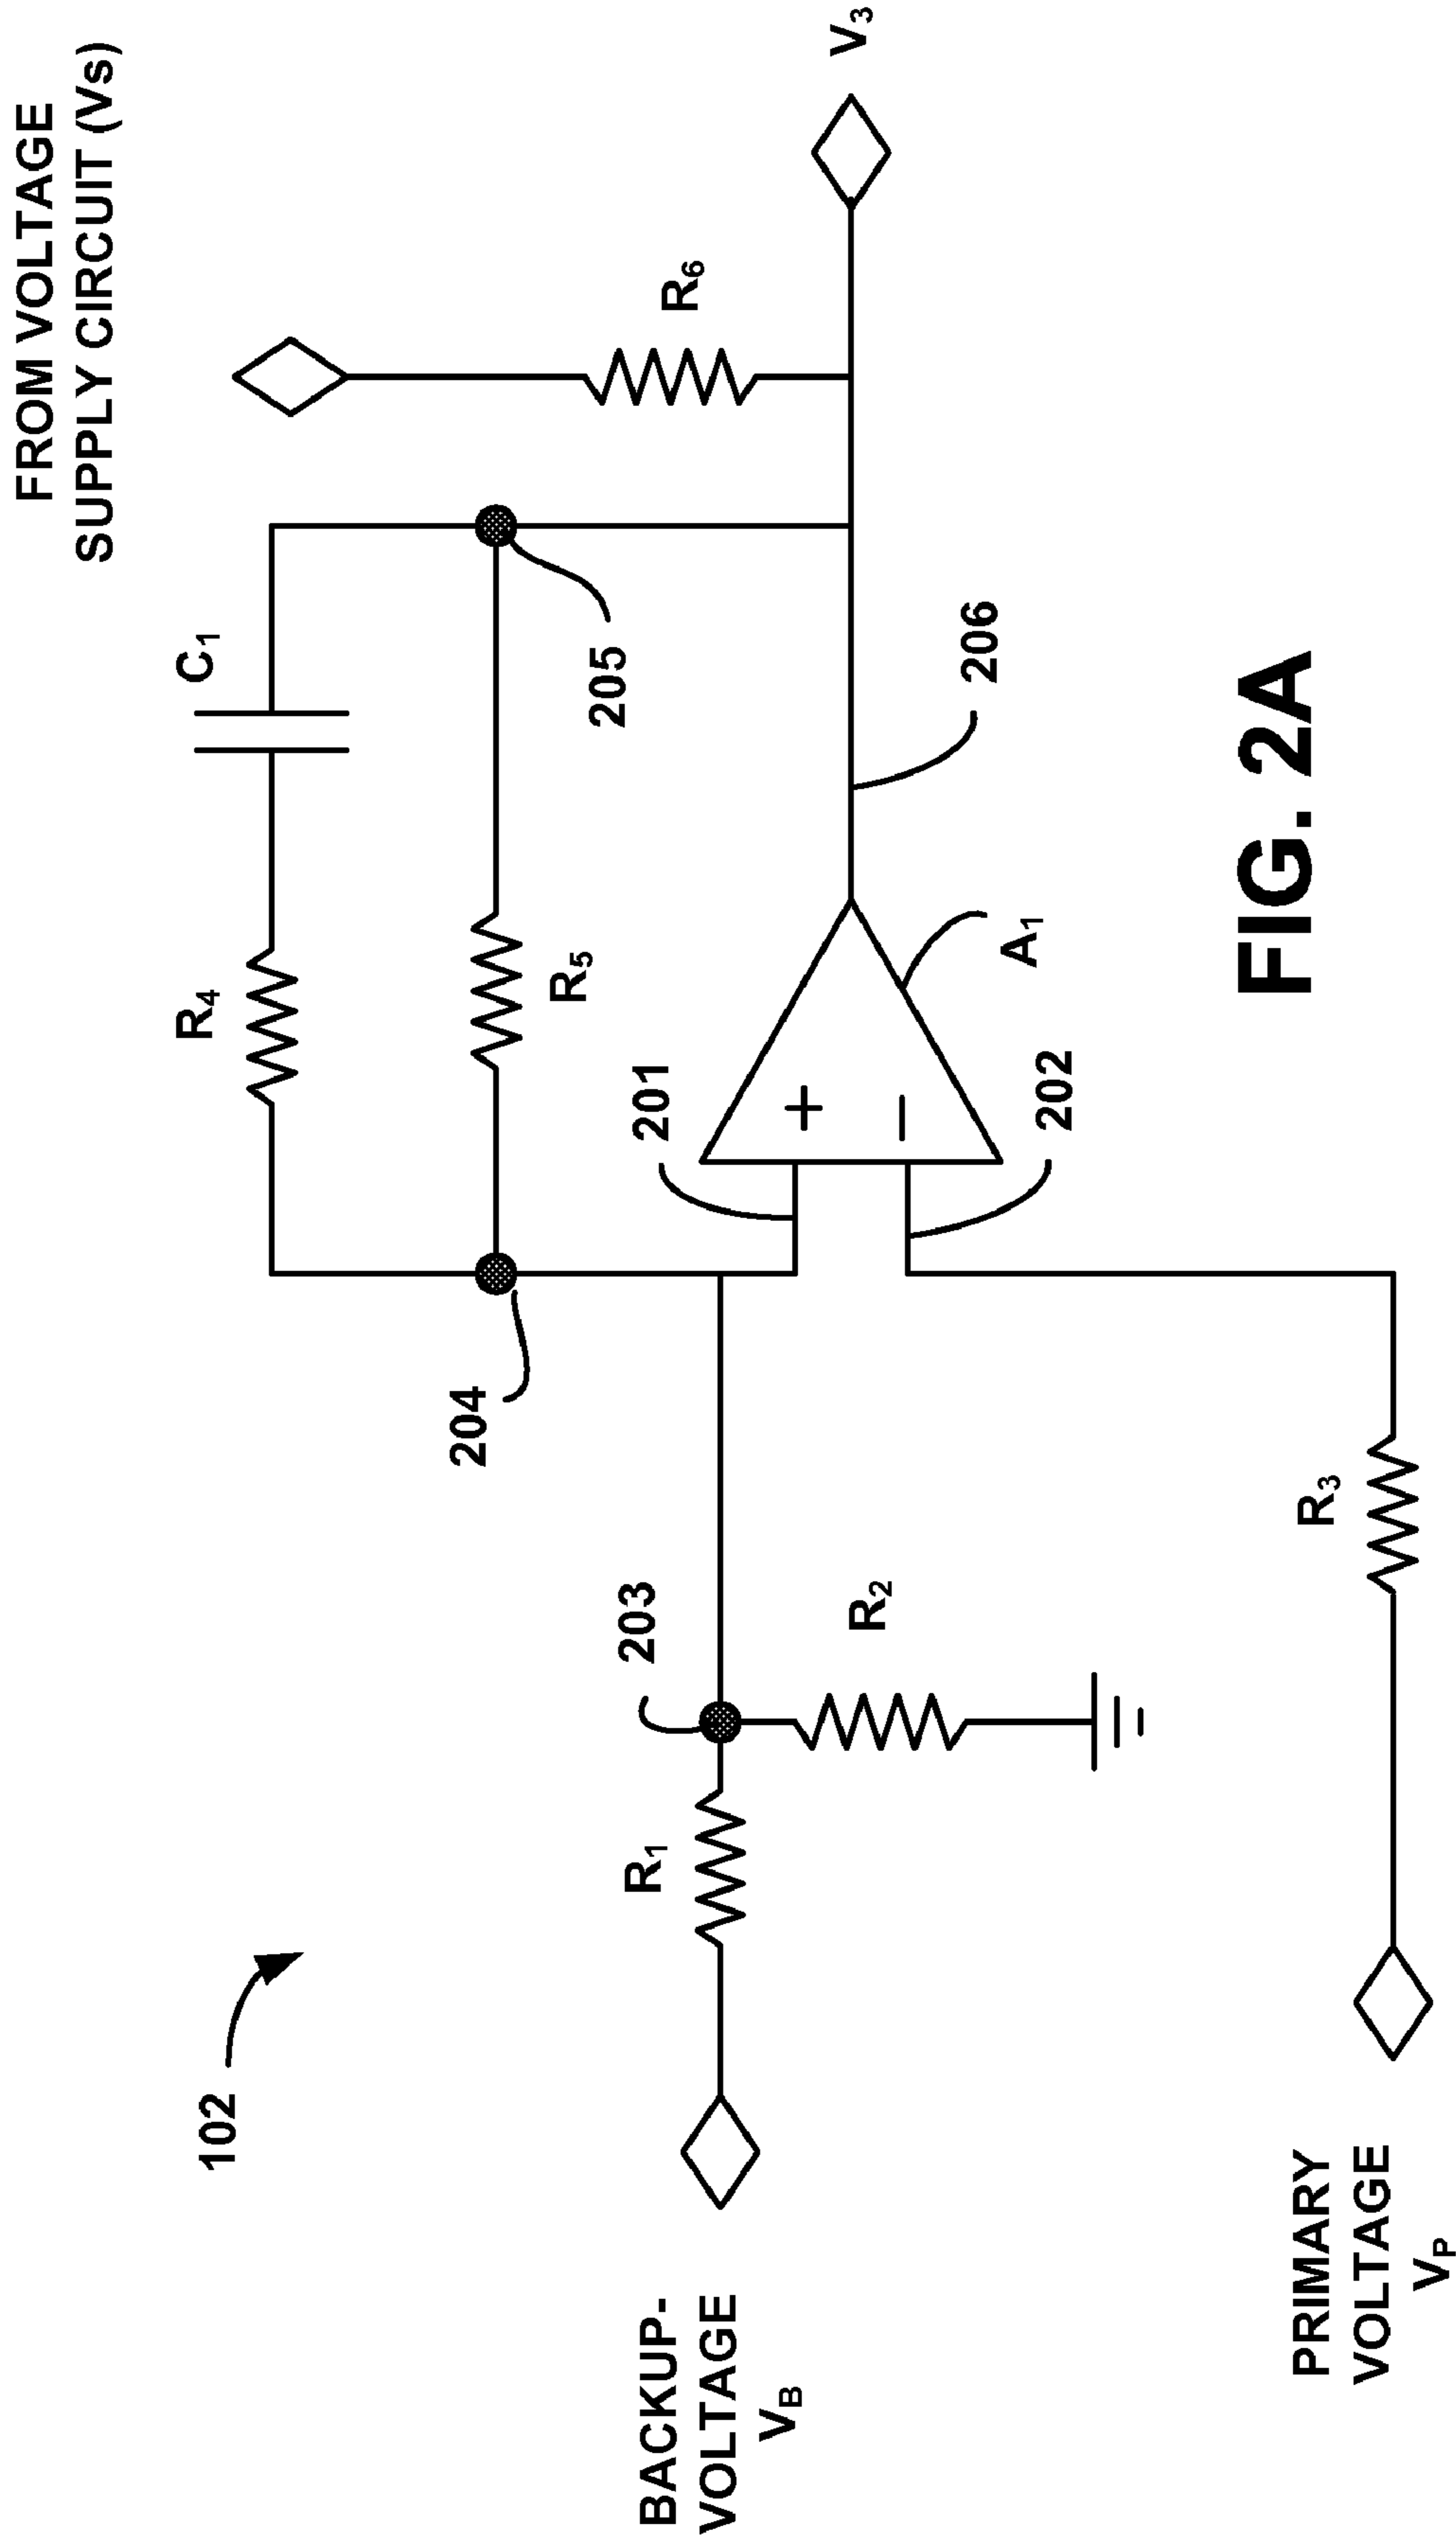 FROM VOLTAGE
SUPPLY CIRCUIT (Vs)
C1
R4
R6
V3
R5
205
204
201
206
+
−
202
A1
102
203
R1
R2
BACKUP-
VOLTAGE
VB
R3
PRIMARY
VOLTAGE
VP
FIG. 2A